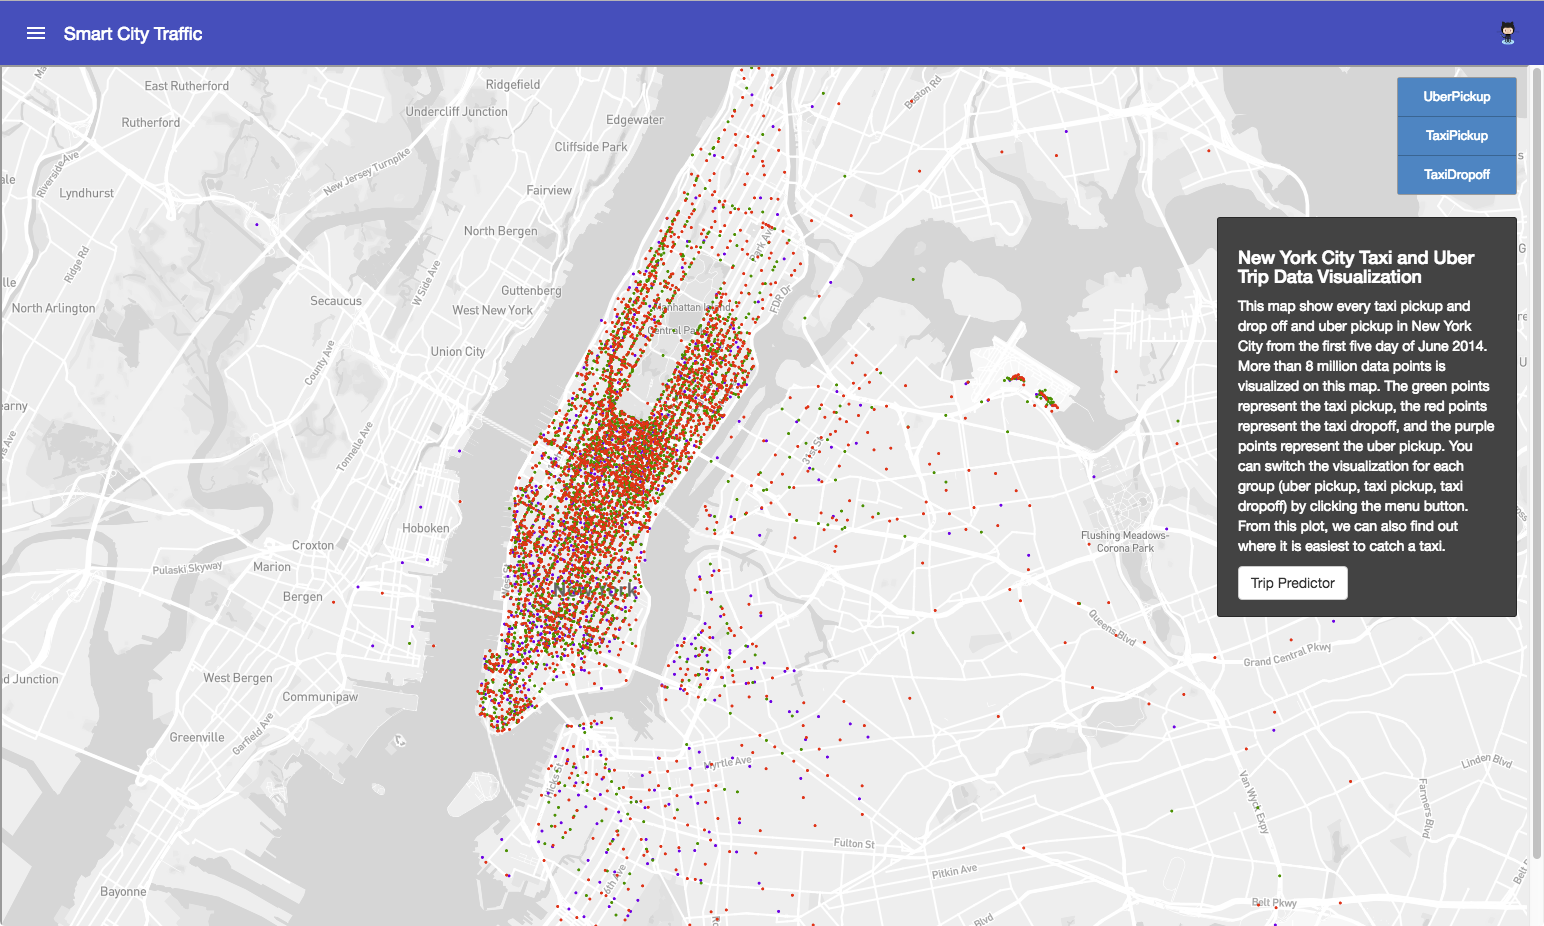 Smart City Traffic
UberPickup
TaxiPickup
TaxiDropoff
New York City Taxi and Uber
Trip Data Visualization
This map show every taxi pickup and
drop off and uber pickup in New York
City from the first five day of June 2014.
More than 8 million data points is
visualized on this map. The green points
represent the taxi pickup, the red points
represent the taxi dropoff, and the purple
points represent the uber pickup. You
can switch the visualization for each
group (uber pickup, taxi pickup, taxi
dropoff) by clicking the menu button.
From this plot, we can also find out
where it is easiest to catch a taxi.
Trip Predictor
East Rutherford
Ridgefield
Undercliff Junction
Boston Rd
Rutherford
Edgewater
Cliffside Park
Riverside Ave
New Jersey Turnpike
Lyndhurst
Fairview
North Bergen
Park Ave
Ridge Rd
W Side Ave
Guttenberg
Secaucus
FDR Dr
North Arlington
West New York
Manhattan Island
Central Park
Union City
County Ave
Tonnelle Ave
31st St
Hoboken
Flushing Meadows-
Corona Park
Croxton
Marion
Pulaski Skyway
Bergen
New York
Queens Blvd
Grand Central Pkwy
West Bergen
Junction
Communipaw
Greenville
Garfield Ave
Myrtle Ave
Hicks St
Linden Blvd
Van Wyck Expy
Farmers Blvd
Fulton St
Pitkin Ave
Bayonne
Belt Pkwy
Blvd